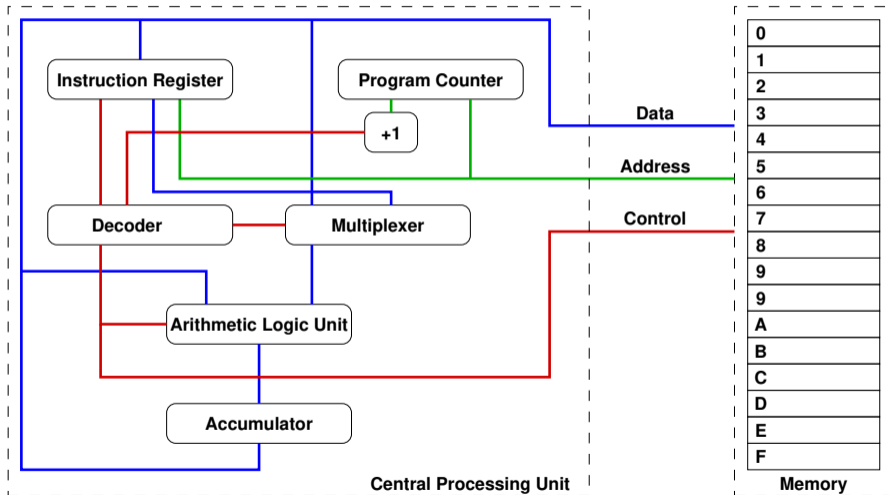 Instruction Register
Program Counter
+1
Data
Address
Control
Decoder
Multiplexer
Arithmetic Logic Unit
Accumulator
Central Processing Unit
0
1
2
3
4
5
6
7
8
9
9
A
B
C
D
E
F
Memory